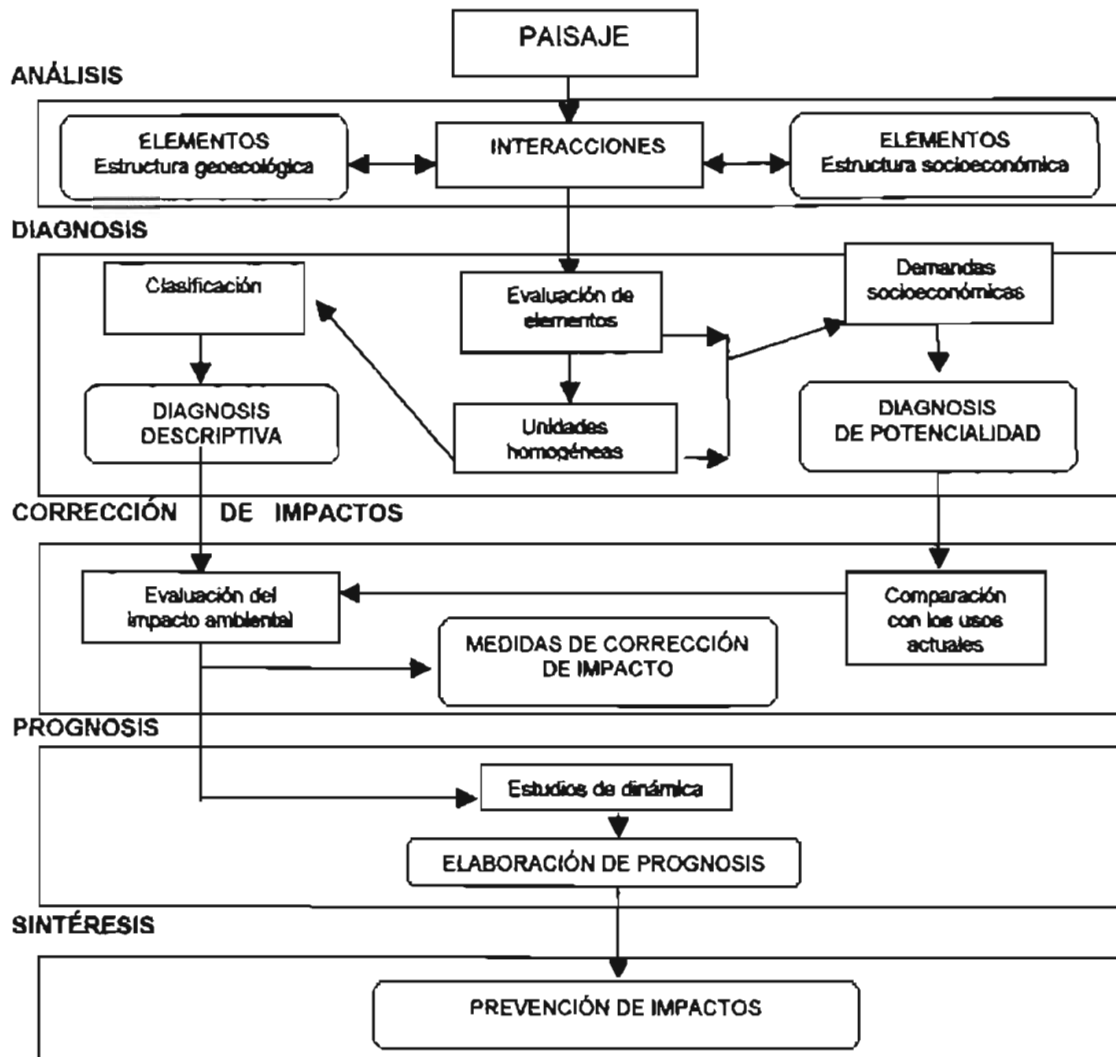 PAISAJE
ANÁLISIS
ELEMENTOS
Estructura geoecológica
INTERACCIONES
ELEMENTOS
Estructura socioeconómica
DIAGNOSIS
Clasificación
Evaluación de
elementos
Demandas
socioeconómicas
DIAGNOSIS
DESCRIPTIVA
Unidades
homogéneas
DIAGNOSIS
DE POTENCIALIDAD
CORRECCIÓN DE IMPACTOS
Evaluación del
impacto ambiental
Comparación
con los usos
actuales
MEDIDAS DE CORRECCIÓN
DE IMPACTO
PROGNOSIS
Estudios de dinámica
ELABORACIÓN DE PROGNOSIS
SINTÉRESIS
PREVENCIÓN DE IMPACTOS